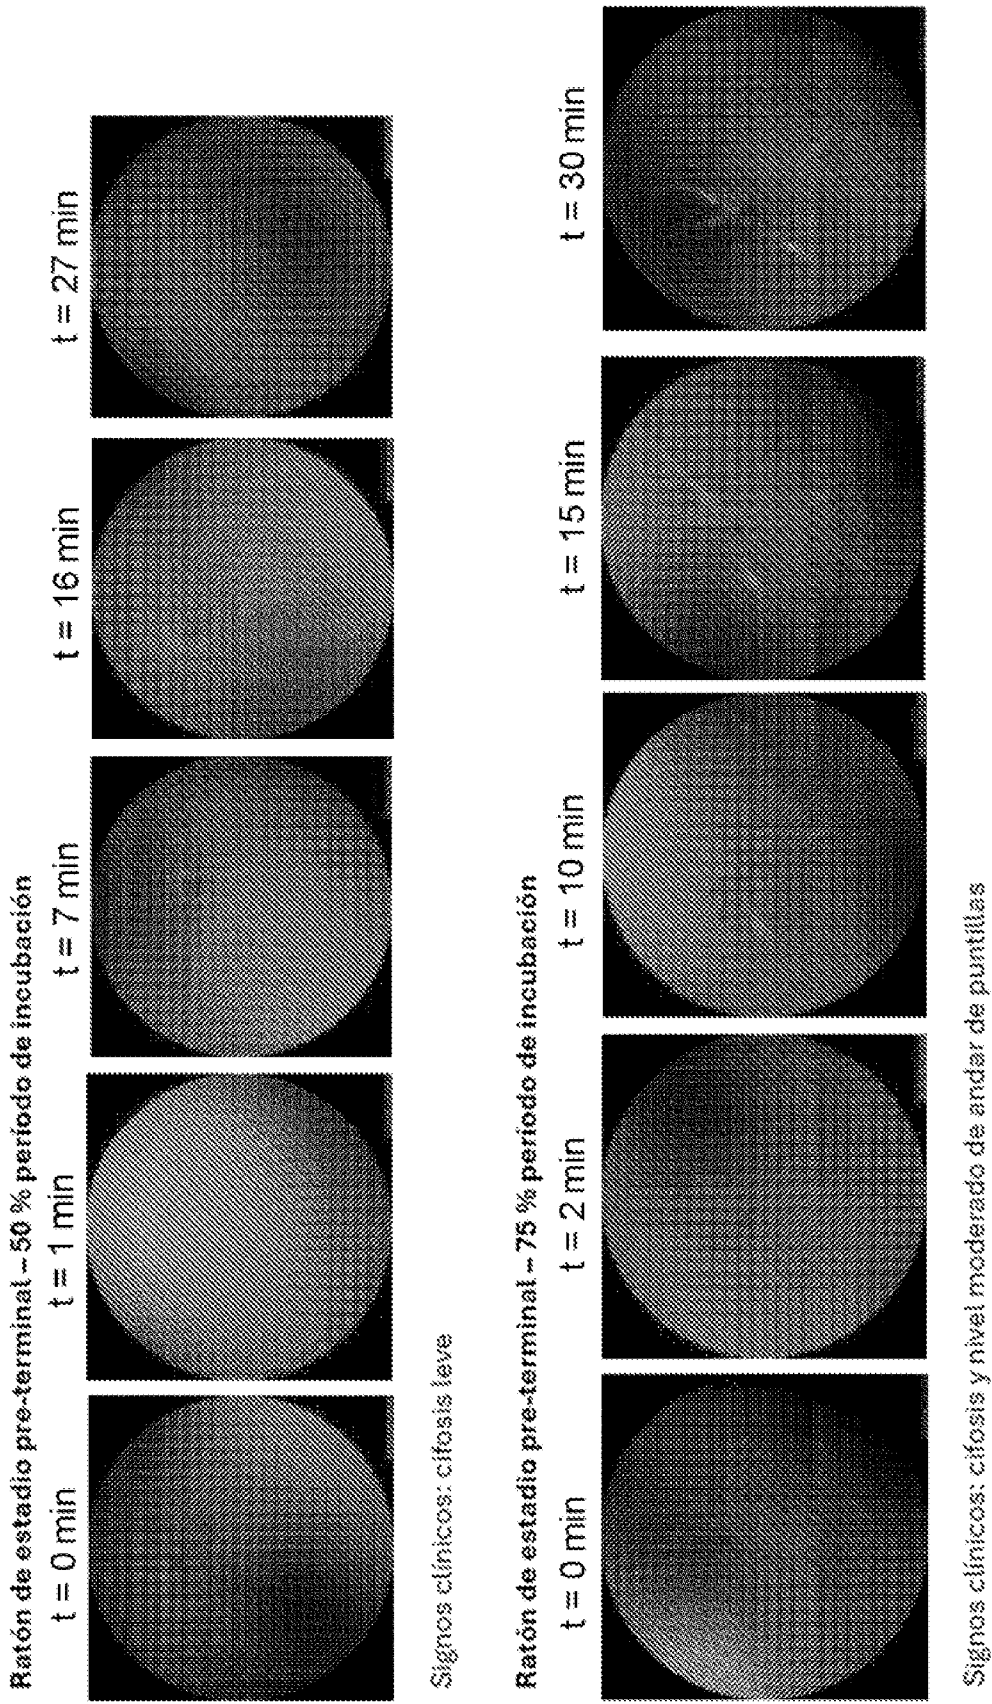 Ratón de estadio pre-terminal – 50 % período de incubación
t = 0 min
t = 1 min
t = 7 min
t = 16 min
t = 27 min
Signos clínicos: cifosis leve
Ratón de estadio pre-terminal – 75 % período de incubación
t = 0 min
t = 2 min
t = 10 min
t = 15 min
t = 30 min
Signos clínicos: cifosis y nivel moderado de andar de puntillas